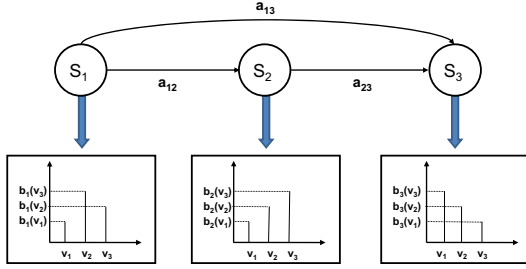 a13
S1
S2
S3
a12
a23
b1(v3)
b1(v2)
b1(v1)
v1 v2 v3
b2(v3)
b2(v2)
b2(v1)
v1 v2 v3
b3(v3)
b3(v2)
b3(v1)
v1 v2 v3